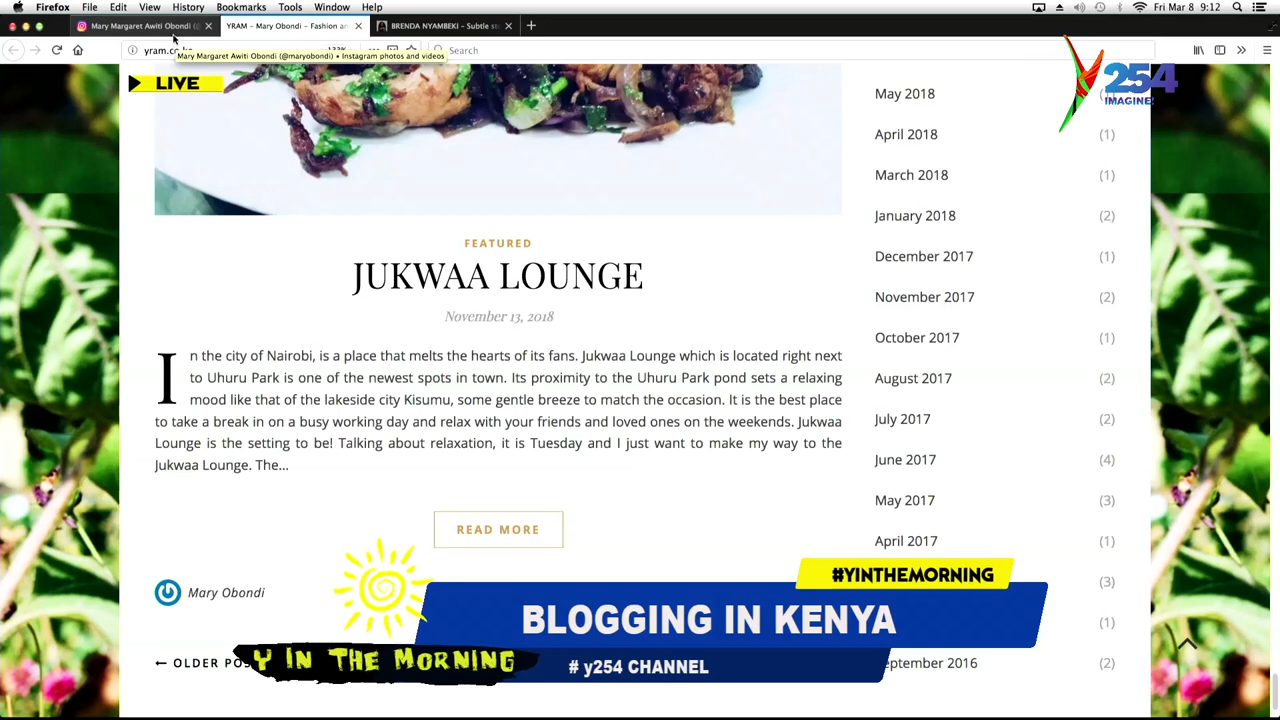 Firefox File Edit View History Bookmarks Tools Window Help Fri Mar 8 9:12
Mary Margaret Awiti Obondi (@ YRAM – Mary Obondi – Fashion an BRENDA NYAMBEKI – Subtle st
yram.co.ke 133% Search
Mary Margaret Awiti Obondi (@maryobondi) • Instagram photos and videos
LIVE
254
IMAGINE!
May 2018
April 2018 (1)
March 2018 (1)
January 2018 (2)
December 2017 (1)
November 2017 (2)
October 2017 (1)
August 2017 (2)
July 2017 (2)
June 2017 (4)
May 2017 (3)
April 2017 (1)
(3)
(1)
eptember 2016 (2)
FEATURED
JUKWAA LOUNGE
November 13, 2018
In the city of Nairobi, is a place that melts the hearts of its fans. Jukwaa Lounge which is located right next
to Uhuru Park is one of the newest spots in town. Its proximity to the Uhuru Park pond sets a relaxing
mood like that of the lakeside city Kisumu, some gentle breeze to match the occasion. It is the best place
to take a break in on a busy working day and relax with your friends and loved ones on the weekends. Jukwaa
Lounge is the setting to be! Talking about relaxation, it is Tuesday and I just want to make my way to the
Jukwaa Lounge. The...
READ MORE
Mary Obondi
← OLDER POS
#YINTHEMORNING
BLOGGING IN KENYA
Y IN THE MORNING
# y254 CHANNEL